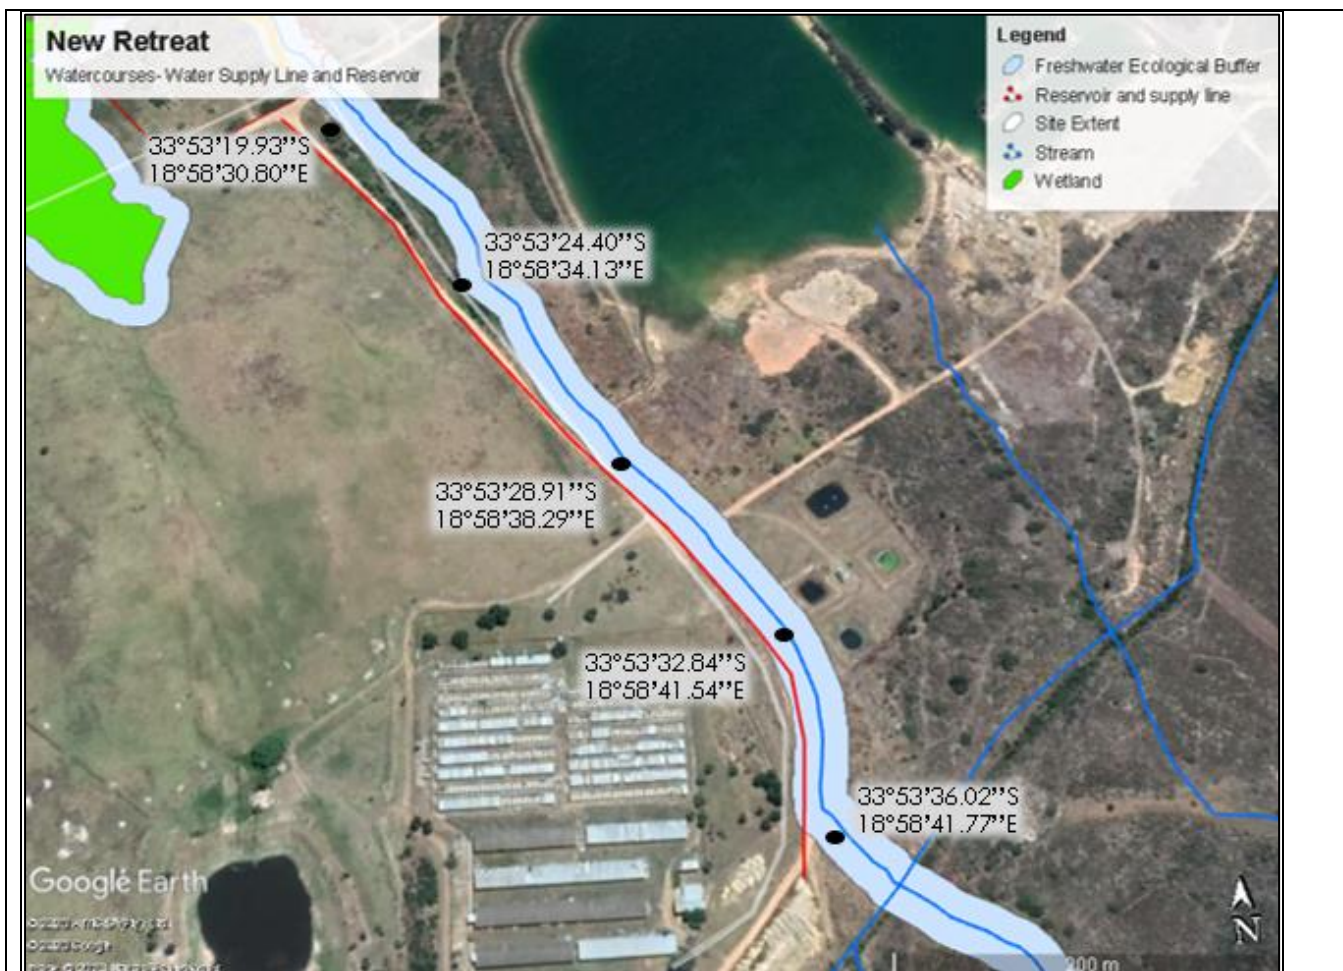 New Retreat
Watercourses- Water Supply Line and Reservoir
Legend
Freshwater Ecological Buffer
Reservoir and supply line
Site Extent
Stream
Wetland
33°53’19.93’’S
18°58’30.80’’E
33°53’24.40’’S
18°58’34.13’’E
33°53’28.91’’S
18°58’38.29’’E
33°53’32.84’’S
18°58’41.54’’E
33°53’36.02’’S
18°58’41.77’’E
Google Earth
N